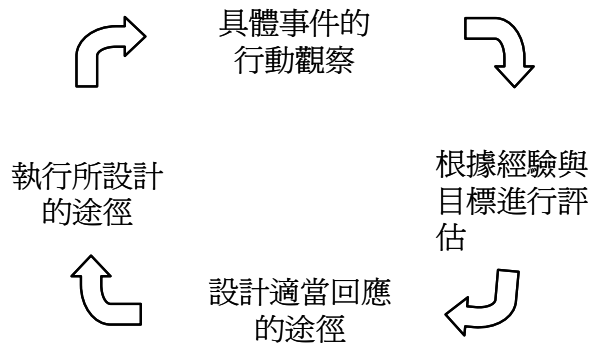 具體事件的
行動觀察
根據經驗與
目標進行評
估
設計適當回應
的途徑
執行所設計
的途徑